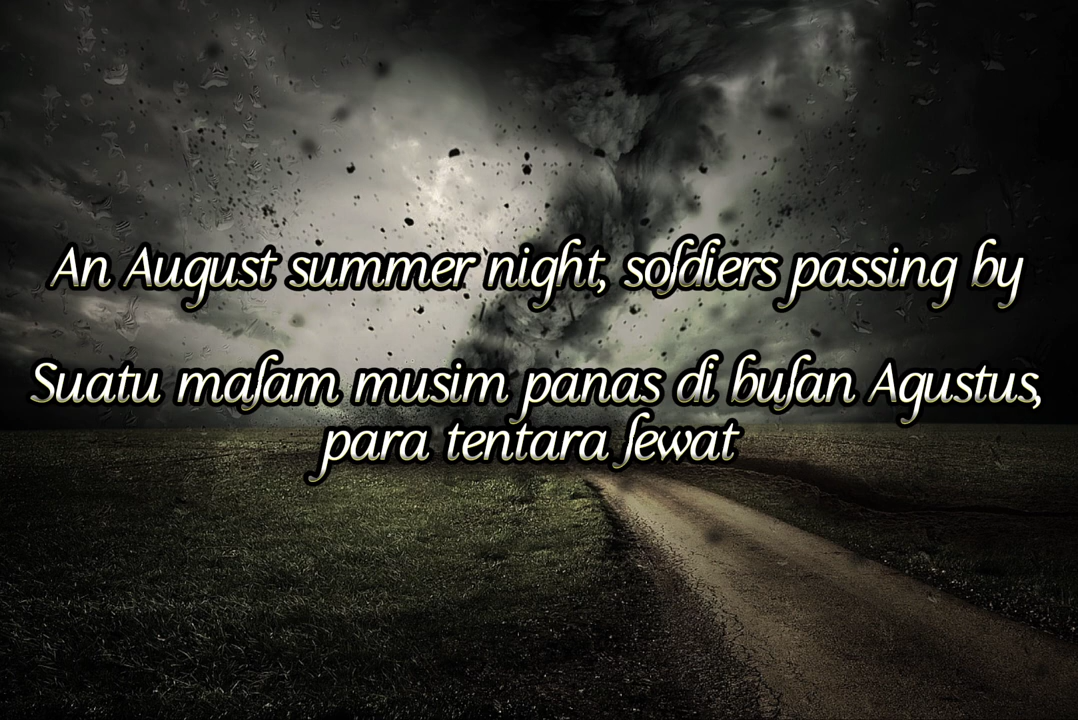 An August summer night, soldiers passing by
Suatu malam musim panas di bulan Agustus,
para tentara lewat